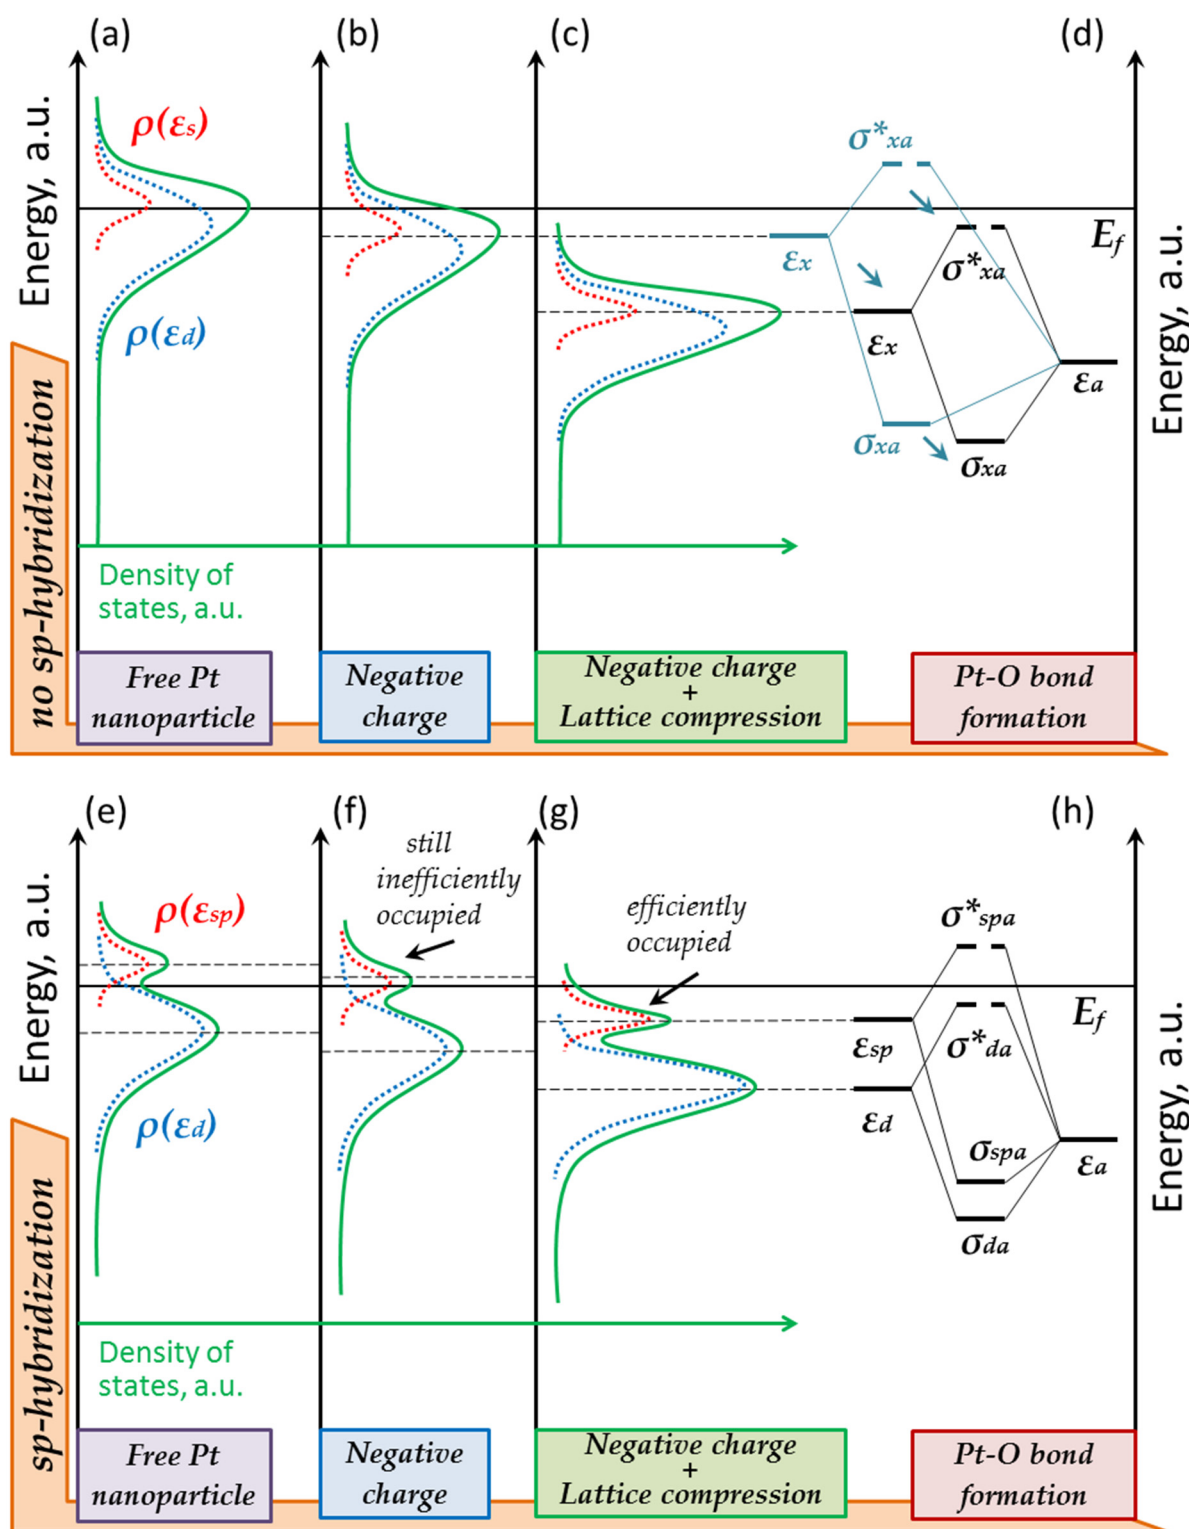 (a)
(b)
(c)
(d)
Energy, a.u.
ρ(εs)
ρ(εd)
σ*xa
Ef
εx
σ*xa
εx
εa
σxa
σxa
Energy, a.u.
no sp-hybridization
Density of
states, a.u.
Free Pt
nanoparticle
Negative
charge
Negative charge
+
Lattice compression
Pt-O bond
formation
(e)
(f)
(g)
(h)
Energy, a.u.
still
inefficiently
occupied
efficiently
occupied
ρ(εsp)
ρ(εd)
σ*spa
Ef
εsp
σ*da
εd
σspa
εa
σda
Energy, a.u.
sp-hybridization
Density of
states, a.u.
Free Pt
nanoparticle
Negative
charge
Negative charge
+
Lattice compression
Pt-O bond
formation